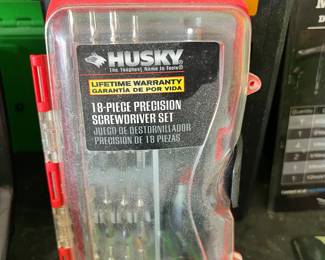 HUSKY
The Toughest Name in Tools®
LIFETIME WARRANTY
GARANTÍA DE POR VIDA
18-PIECE PRECISION
SCREWDRIVER SET
JUEGO DE DESTORNILLADOR
PRECISIÓN DE 18 PIEZAS
Quantity